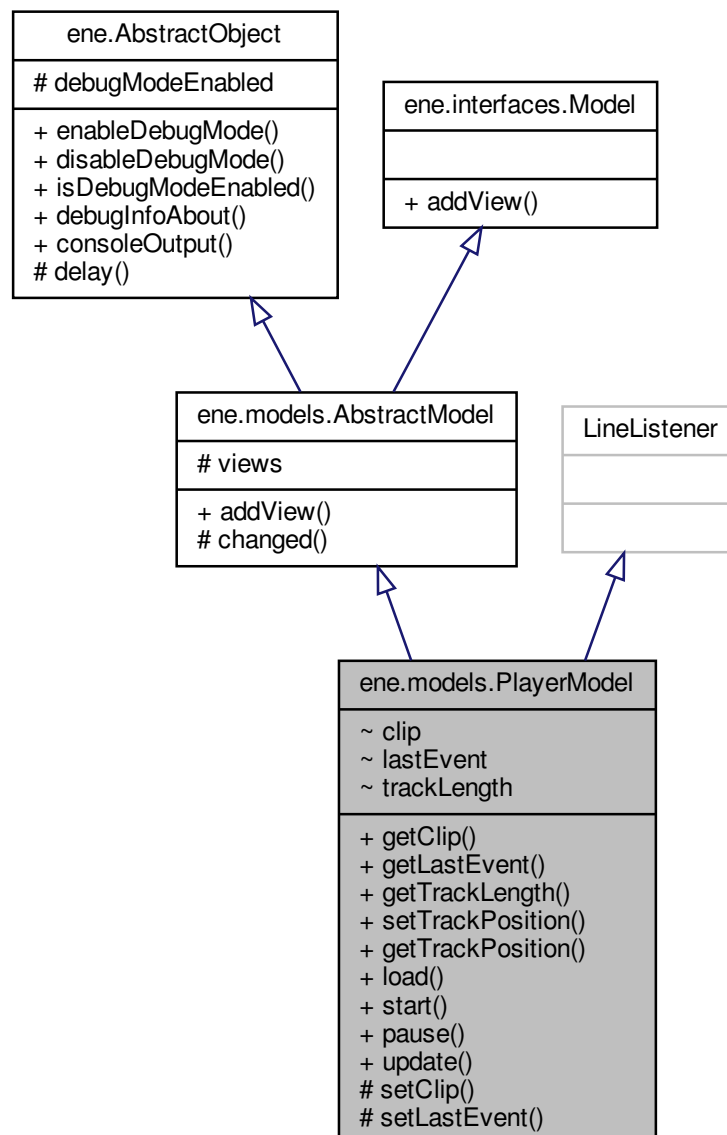 ene.AbstractObject
# debugModeEnabled
+ enableDebugMode()
+ disableDebugMode()
+ isDebugModeEnabled()
+ debugInfoAbout()
+ consoleOutput()
# delay()
ene.interfaces.Model
+ addView()
ene.models.AbstractModel
# views
+ addView()
# changed()
LineListener
ene.models.PlayerModel
~ clip
~ lastEvent
~ trackLength
+ getClip()
+ getLastEvent()
+ getTrackLength()
+ setTrackPosition()
+ getTrackPosition()
+ load()
+ start()
+ pause()
+ update()
# setClip()
# setLastEvent()